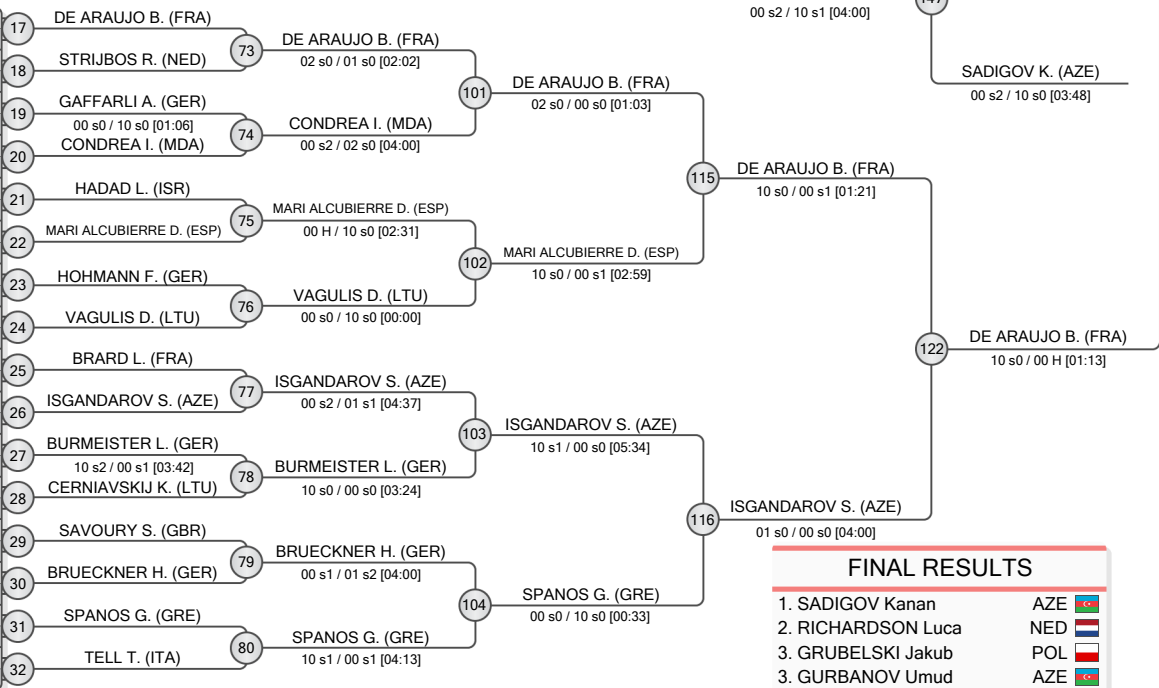 147
00 s2 / 10 s1 [04:00]
SADIGOV K. (AZE)
00 s2 / 10 s0 [03:48]
17
DE ARAUJO B. (FRA)
18
STRIJBOS R. (NED)
73
DE ARAUJO B. (FRA)
02 s0 / 01 s0 [02:02]
19
GAFFARLI A. (GER)
00 s0 / 10 s0 [01:06]
20
CONDREA I. (MDA)
74
CONDREA I. (MDA)
00 s2 / 02 s0 [04:00]
101
DE ARAUJO B. (FRA)
02 s0 / 00 s0 [01:03]
21
HADAD L. (ISR)
22
MARI ALCUBIERRE D. (ESP)
75
MARI ALCUBIERRE D. (ESP)
00 H / 10 s0 [02:31]
23
HOHMANN F. (GER)
24
VAGULIS D. (LTU)
76
VAGULIS D. (LTU)
00 s0 / 10 s0 [00:00]
102
MARI ALCUBIERRE D. (ESP)
10 s0 / 00 s1 [02:59]
115
DE ARAUJO B. (FRA)
10 s0 / 00 s1 [01:21]
25
BRARD L. (FRA)
26
ISGANDAROV S. (AZE)
77
ISGANDAROV S. (AZE)
00 s2 / 01 s1 [04:37]
27
BURMEISTER L. (GER)
10 s2 / 00 s1 [03:42]
28
CERNIAVSKIJ K. (LTU)
78
BURMEISTER L. (GER)
10 s0 / 00 s0 [03:24]
103
ISGANDAROV S. (AZE)
10 s1 / 00 s0 [05:34]
29
SAVOURY S. (GBR)
30
BRUECKNER H. (GER)
79
BRUECKNER H. (GER)
00 s1 / 01 s2 [04:00]
31
SPANOS G. (GRE)
32
TELL T. (ITA)
80
SPANOS G. (GRE)
10 s1 / 00 s1 [04:13]
104
SPANOS G. (GRE)
00 s0 / 10 s0 [00:33]
116
ISGANDAROV S. (AZE)
01 s0 / 00 s0 [04:00]
122
DE ARAUJO B. (FRA)
10 s0 / 00 H [01:13]
FINAL RESULTS
1. SADIGOV Kanan AZE
2. RICHARDSON Luca NED
3. GRUBELSKI Jakub POL
3. GURBANOV Umud AZE